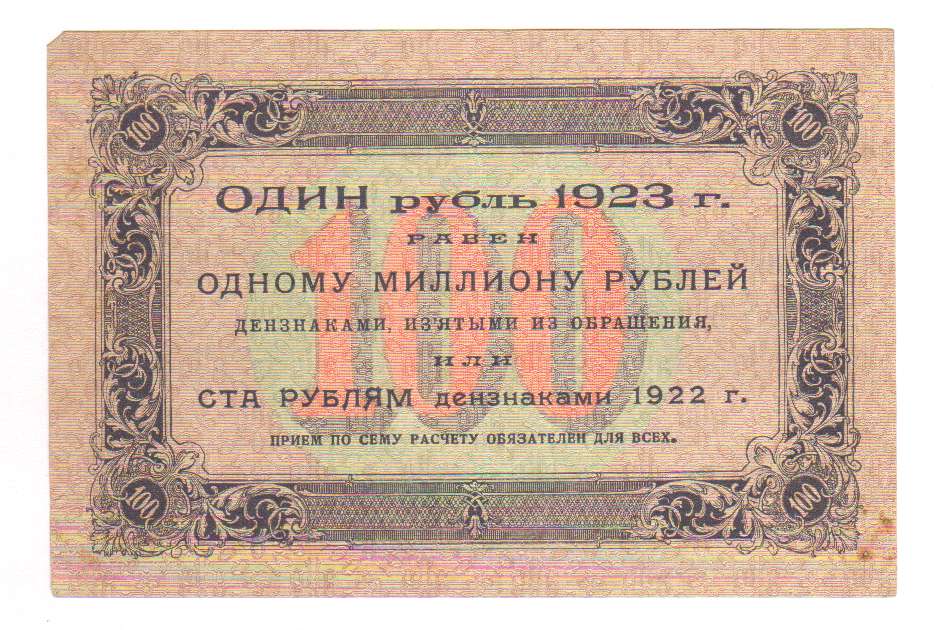 100 100
ОДИН рубль 1923 г.
РАВЕН
ОДНОМУ МИЛЛИОНУ РУБЛЕЙ
ДЕНЗНАКАМИ, ИЗ'ЯТЫМИ ИЗ ОБРАЩЕНИЯ,
ИЛИ
СТА РУБЛЯМ дензнаками 1922 г.
ПРИЕМ ПО СЕМУ РАСЧЕТУ ОБЯЗАТЕЛЕН ДЛЯ ВСЕХ.
100
100 100